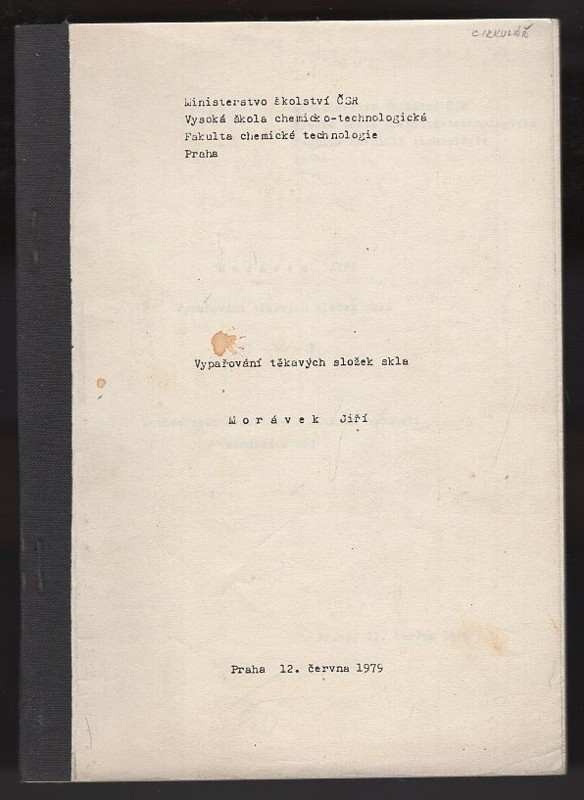 CIRKULÁŘ
Ministerstvo školství ČSR
Vysoká škola chemicko-technologická
Fakulta chemické technologie
Praha
Vypařování těkavých složek skla
M o r á v e k Jiří
Praha 12. června 1979